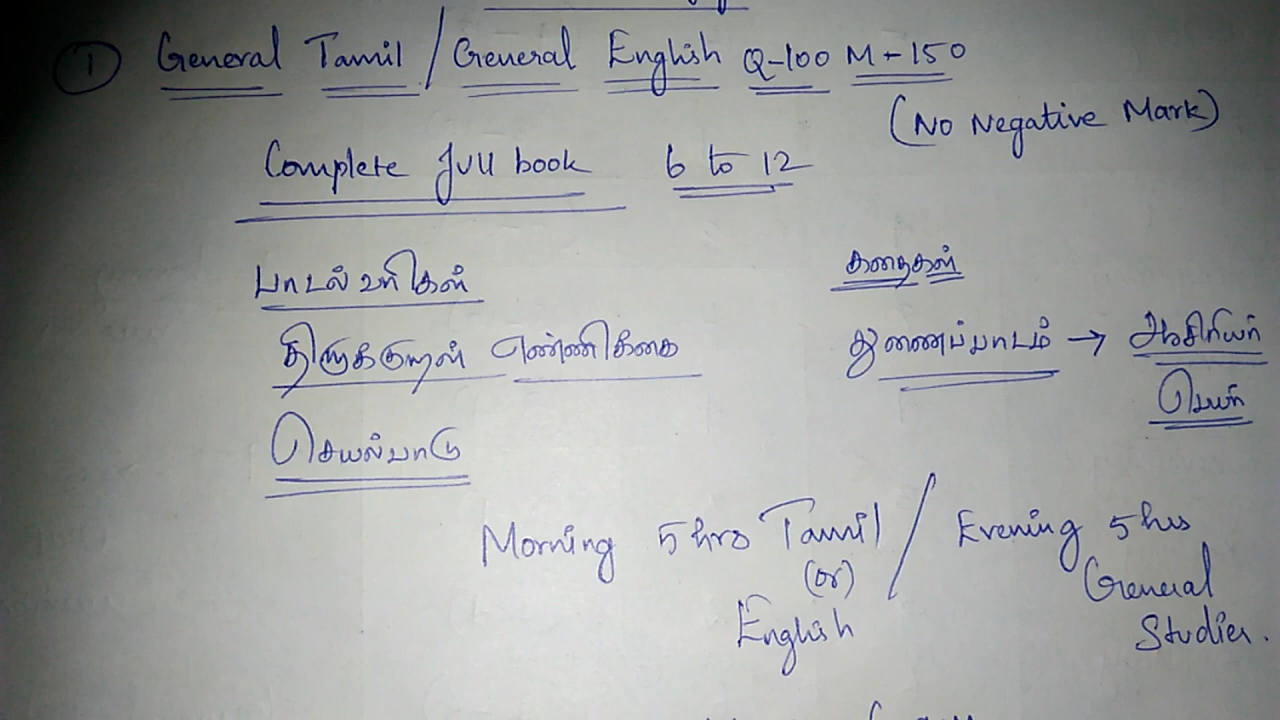 ① General Tamil / General English Q-100 M-150
(No Negative Mark)
Complete full book 6 to 12
பாடல் வரிகள்
கதைகள்
திருக்குறள் எண்ணிக்கை
துணைப்பாடம் → ஆசிரியர்
பெயர்
செயல்பாடு
Morning 5 hrs Tamil / Evening 5 hrs
(or)
General
English
Studies.